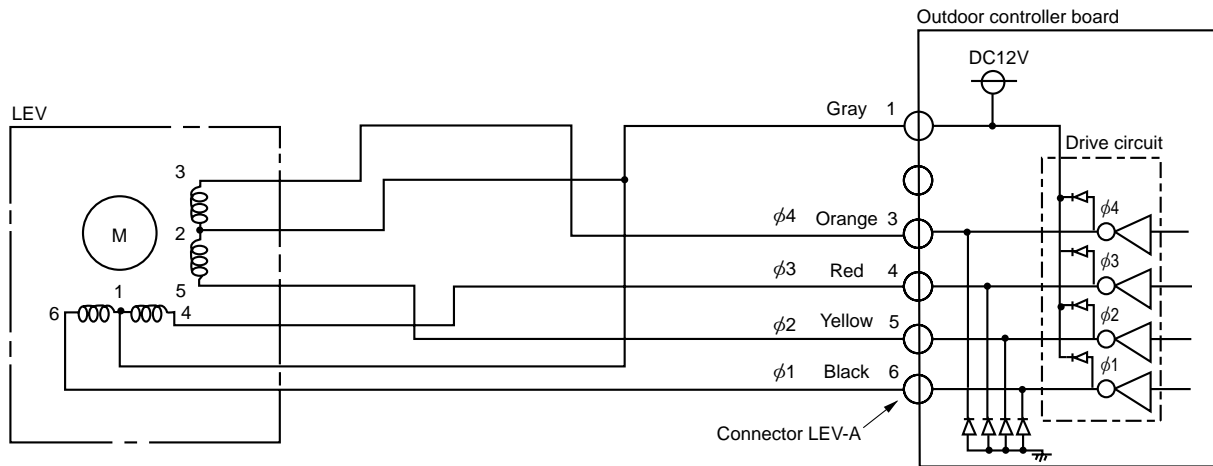 Outdoor controller board
DC12V
LEV
Gray 1
Drive circuit
3
ϕ4 Orange 3
ϕ4
M
2
ϕ3 Red 4
ϕ3
5
1
6
4
ϕ2 Yellow 5
ϕ2
ϕ1 Black 6
ϕ1
Connector LEV-A